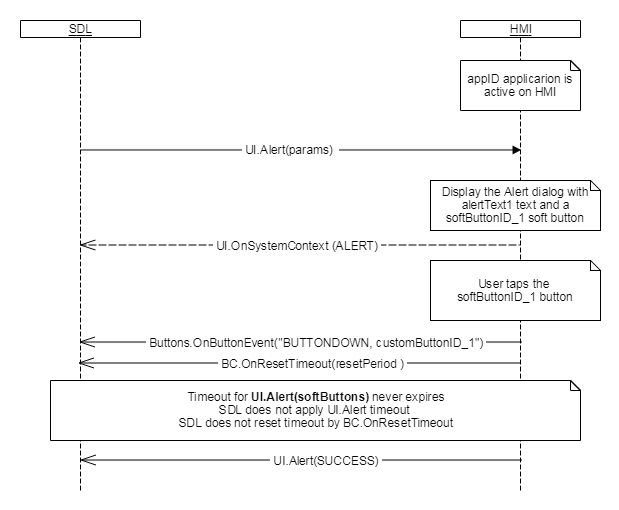 SDL
HMI
appID applicarion is
active on HMI
UI.Alert(params)
Display the Alert dialog with
alertText1 text and a
softButtonID_1 soft button
UI.OnSystemContext (ALERT)
User taps the
softButtonID_1 button
Buttons.OnButtonEvent("BUTTONDOWN, customButtonID_1")
BC.OnResetTimeout(resetPeriod )
Timeout for UI.Alert(softButtons) never expires
SDL does not apply UI.Alert timeout
SDL does not reset timeout by BC.OnResetTimeout
UI.Alert(SUCCESS)